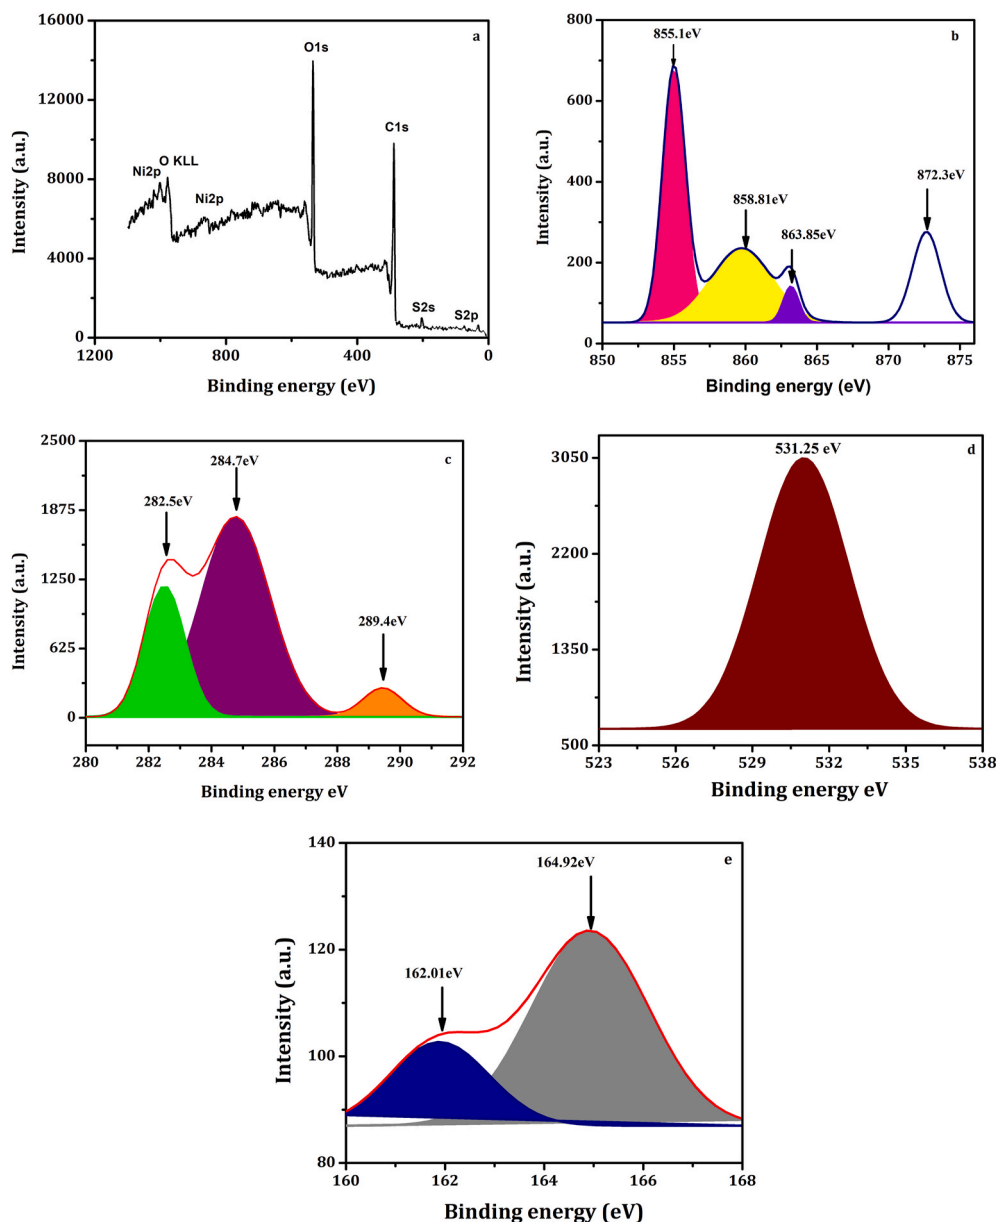 a
16000
12000
8000
4000
0
1200
800
400
0
Intensity (a.u.)
Binding energy (eV)
O1s
C1s
O KLL
Ni2p
Ni2p
S2s
S2p
b
800
600
400
200
0
850
855
860
865
870
875
Intensity (a.u.)
Binding energy (eV)
855.1eV
858.81eV
863.85eV
872.3eV
c
2500
1875
1250
625
0
280
282
284
286
288
290
292
Intensity (a.u.)
Binding energy eV
282.5eV
284.7eV
289.4eV
d
3050
2200
1350
500
523
526
529
532
535
538
Intensity (a.u.)
Binding energy eV
531.25 eV
e
140
120
100
80
160
162
164
166
168
Intensity (a.u.)
Binding energy (eV)
162.01eV
164.92eV